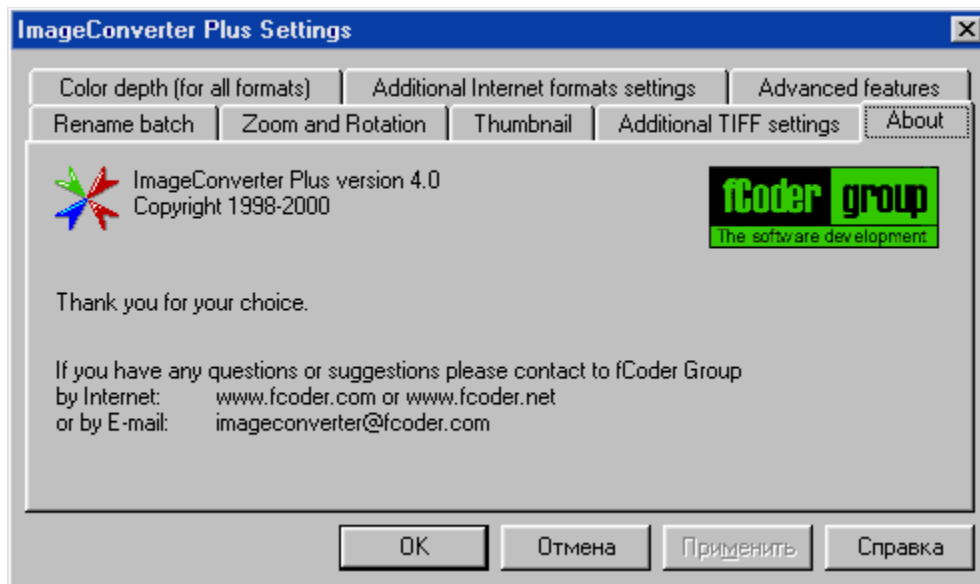 ImageConverter Plus Settings
Color depth (for all formats) Additional Internet formats settings Advanced features
Rename batch Zoom and Rotation Thumbnail Additional TIFF settings About
ImageConverter Plus version 4.0
Copyright 1998-2000
fCoder group
The software development
Thank you for your choice.
If you have any questions or suggestions please contact to fCoder Group
by Internet: www.fcoder.com or www.fcoder.net
or by E-mail: imageconverter@fcoder.com
OK Отмена Применить Справка